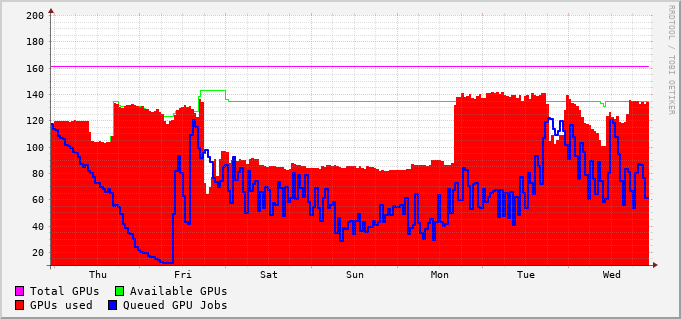 200
180
160
140
120
100
80
60
40
20
Thu Fri Sat Sun Mon Tue Wed
RRDTOOL / TOBI OETIKER
Total GPUs Available GPUs
GPUs used Queued GPU Jobs